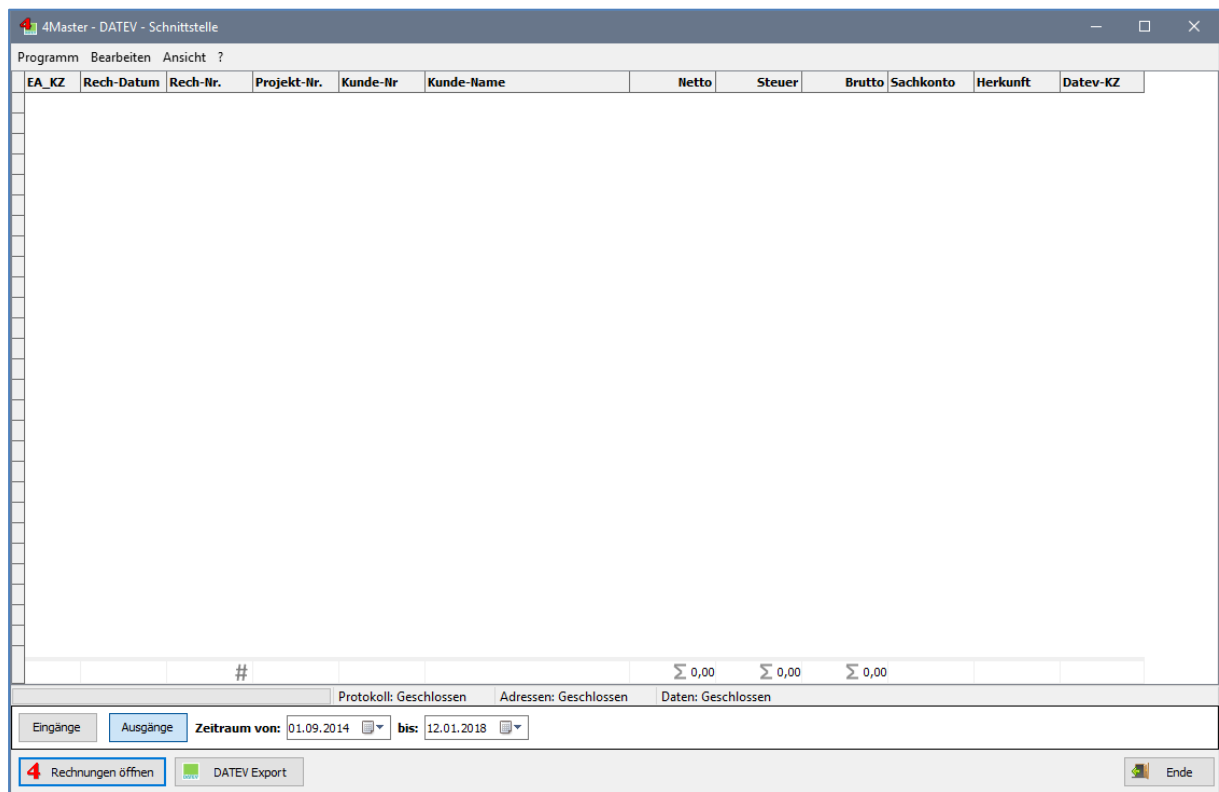 4Master - DATEV - Schnittstelle
Programm Bearbeiten Ansicht ?
EA_KZ Rech-Datum Rech-Nr. Projekt-Nr. Kunde-Nr Kunde-Name Netto Steuer Brutto Sachkonto Herkunft Datev-KZ
# Σ 0,00 Σ 0,00 Σ 0,00
Protokoll: Geschlossen Adressen: Geschlossen Daten: Geschlossen
Eingänge Ausgänge Zeitraum von: 01.09.2014 bis: 12.01.2018
4 Rechnungen öffnen DATEV Export Ende